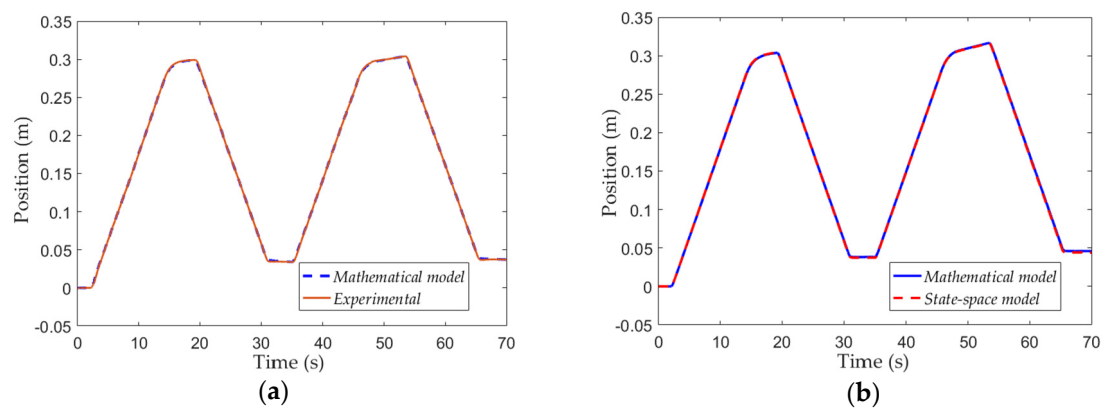 0.35
0.3
0.25
0.2
0.15
0.1
0.05
0
-0.05
Position (m)
0 10 20 30 40 50 60 70
Time (s)
Mathematical model
Experimental
(a)
0.35
0.3
0.25
0.2
0.15
0.1
0.05
0
-0.05
Position (m)
0 10 20 30 40 50 60 70
Time (s)
Mathematical model
State-space model
(b)